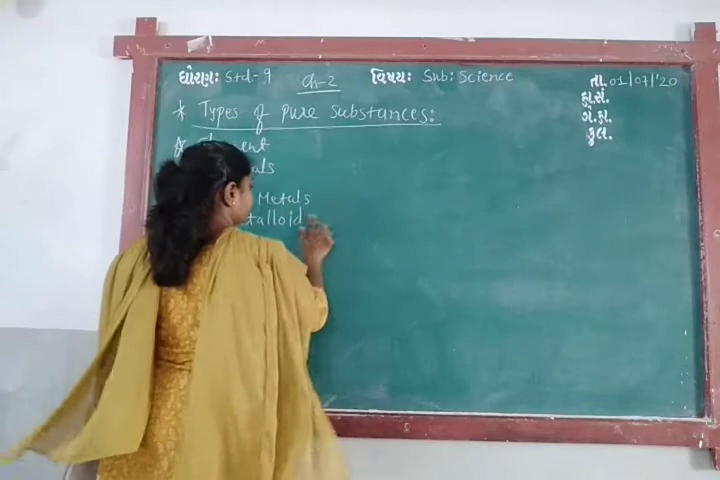 ધોરણ: Std-9 Ch-2 વિષય: Sub: Science તા. 01/07/'20
* Types of Pure Substances:
હા.સં.
ગે.હા.
કુલ.
*
Metals